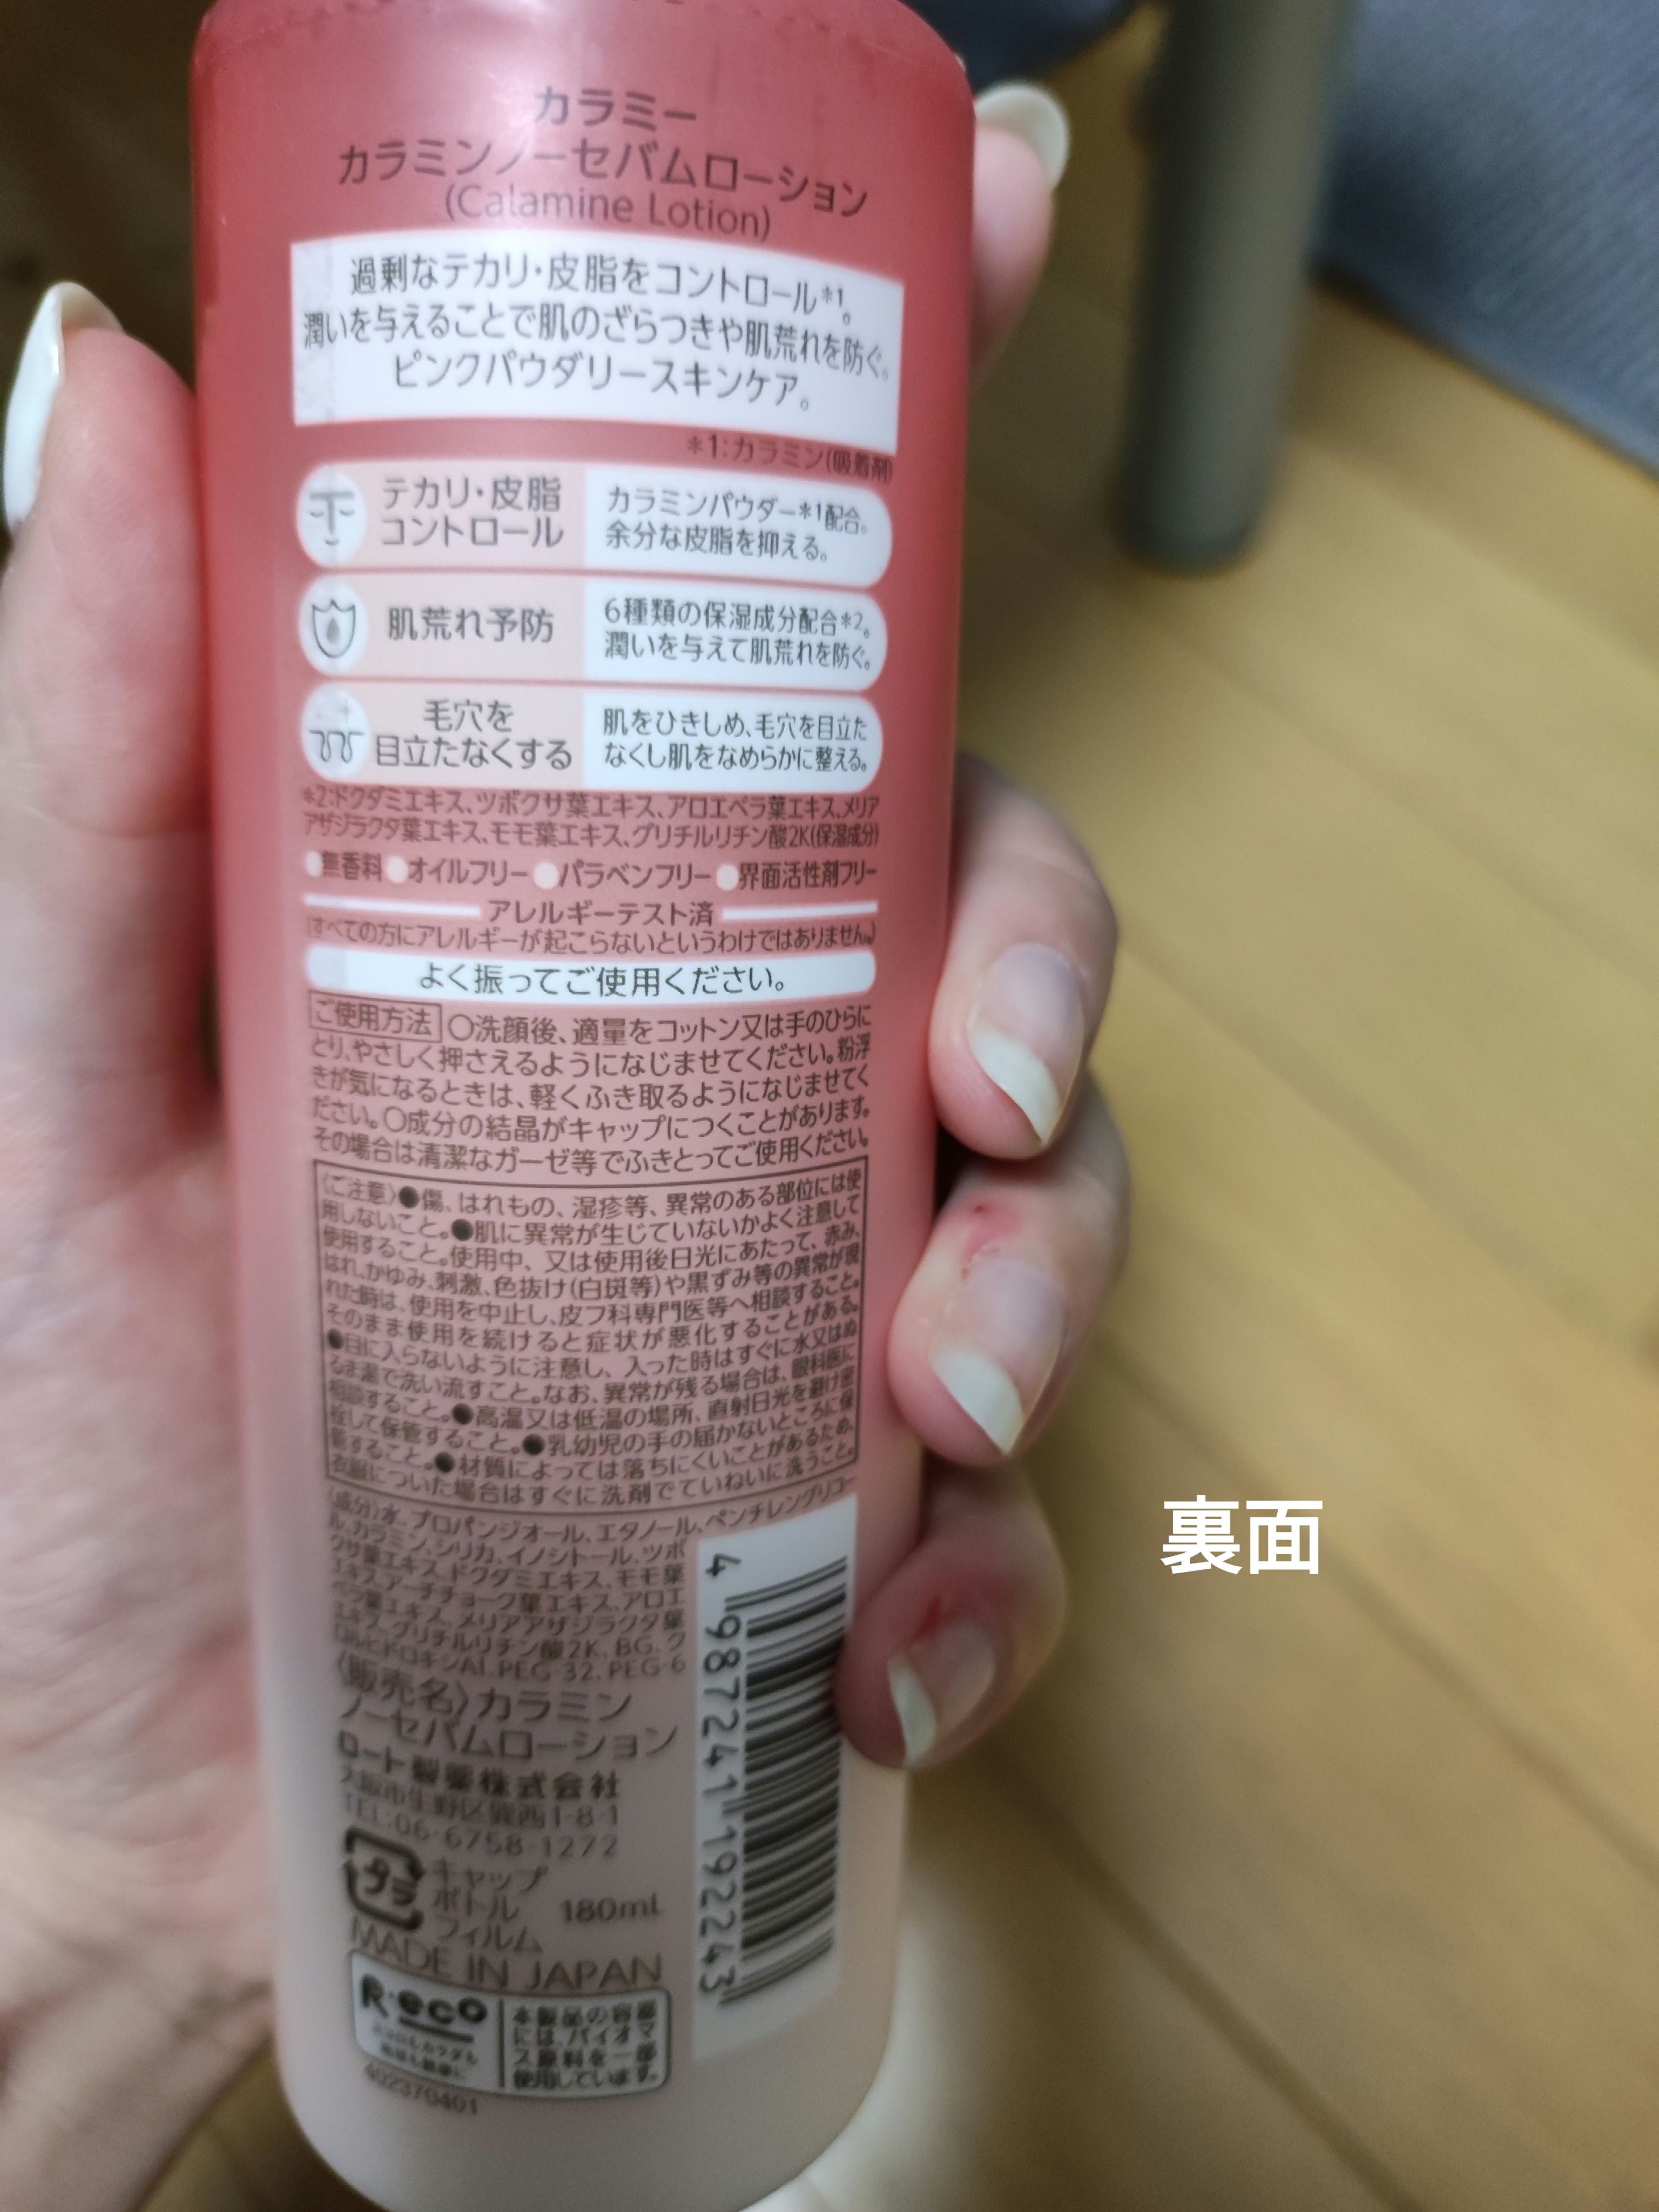 カラミー
カラミンノーセバムローション
(Calamine Lotion)
過剰なテカリ・皮脂をコントロール*1。
潤いを与えることで肌のざらつきや肌荒れを防ぐ。
ピンクパウダリースキンケア。
*1:カラミン(吸着剤)
テカリ・皮脂
コントロール
カラミンパウダー*1配合。
余分な皮脂を抑える。
肌荒れ予防
6種類の保湿成分配合*2。
潤いを与えて肌荒れを防ぐ。
毛穴を
目立たなくする
肌をひきしめ、毛穴を目立た
なくし肌をなめらかに整える。
*2:ドクダミエキス、ツボクサ葉エキス、アロエベラ葉エキス、メリア
アザジラクタ葉エキス、モモ葉エキス、グリチルリチン酸2K(保湿成分)
●無香料●オイルフリー●パラベンフリー●界面活性剤フリー
アレルギーテスト済
(すべての方にアレルギーが起こらないというわけではありません。)
よく振ってご使用ください。
ご使用方法 〇洗顔後、適量をコットン又は手のひらに
とり、やさしく押さえるようになじませてください。粉浮
きが気になるときは、軽くふき取るようになじませてく
ださい。〇成分の結晶がキャップにつくことがあります。
その場合は清潔なガーゼ等でふきとってご使用ください。
〈ご注意〉●傷、はれもの、湿疹等、異常のある部位には使
用しないこと。●肌に異常が生じていないかよく注意して
使用すること。使用中、又は使用後日光にあたって、赤み、
はれ、かゆみ、刺激、色抜け(白斑等)や黒ずみ等の異常が現
れた時は、使用を中止し、皮フ科専門医等へ相談すること。
そのまま使用を続けると症状が悪化することがある。
●目に入らないように注意し、入った時はすぐに水又はぬ
るま湯で洗い流すこと。なお、異常が残る場合は、眼科医に
相談すること。●高温又は低温の場所、直射日光を避け密
栓して保管すること。●乳幼児の手の届かないところに保
管すること。●材質によっては落ちにくいことがあるため、
衣服についた場合はすぐに洗剤でていねいに洗うこと。
〈成分〉水、プロパンジオール、エタノール、ペンチレングリコー
ル、カラミン、シリカ、イノシトール、ツボ
クサ葉エキス、ドクダミエキス、モモ葉
エキス、アーチチョーク葉エキス、アロエ
ベラ葉エキス、メリアアザジラクタ葉
エキス、グリチルリチン酸2K、BG、ク
ロルヒドロキシAl、PEG-32、PEG-6
〈販売名〉カラミン
ノーセバムローション
ロート製薬株式会社
大阪市生野区巽西1-8-1
TEL:06-6758-1272
プラ
キャップ
ボトル
フィルム
180mL
MADE IN JAPAN
R・eco
本製品の容器
には、バイオマ
ス原料を一部
使用しています。
402370401
4 987241 192243
裏面